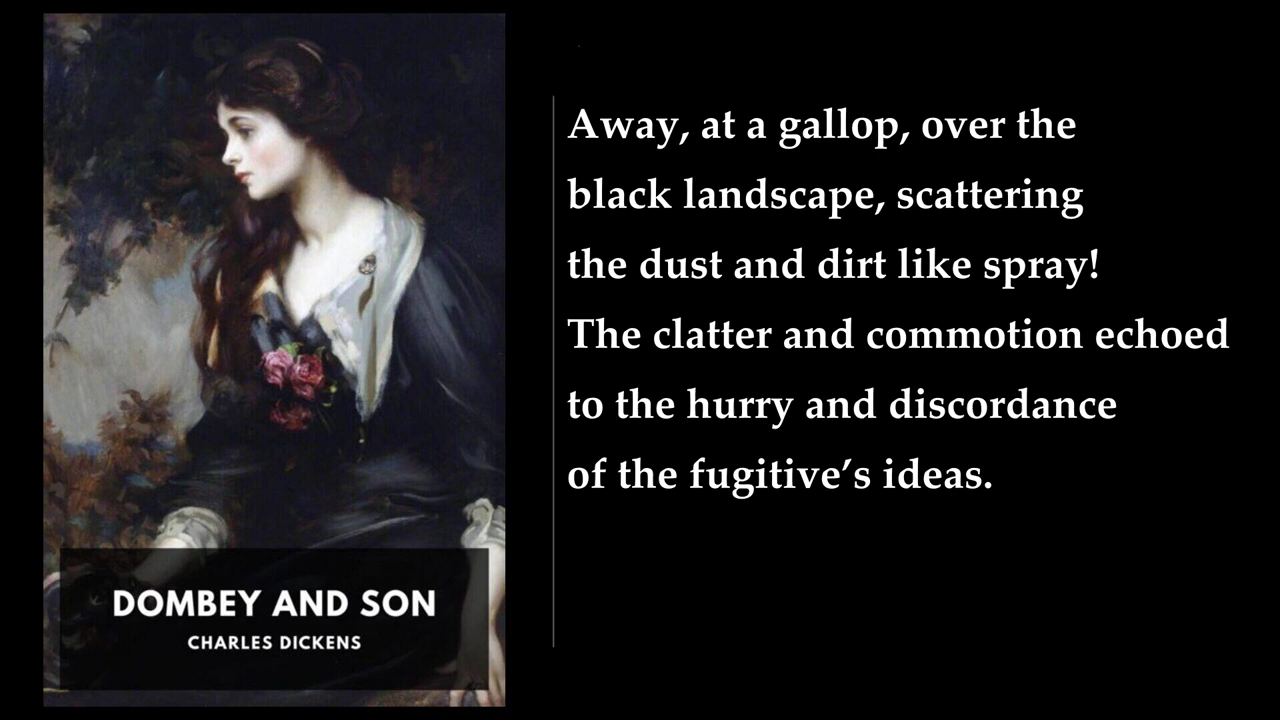 Away, at a gallop, over the
black landscape, scattering
the dust and dirt like spray!
The clatter and commotion echoed
to the hurry and discordance
of the fugitive’s ideas.
DOMBEY AND SON
CHARLES DICKENS